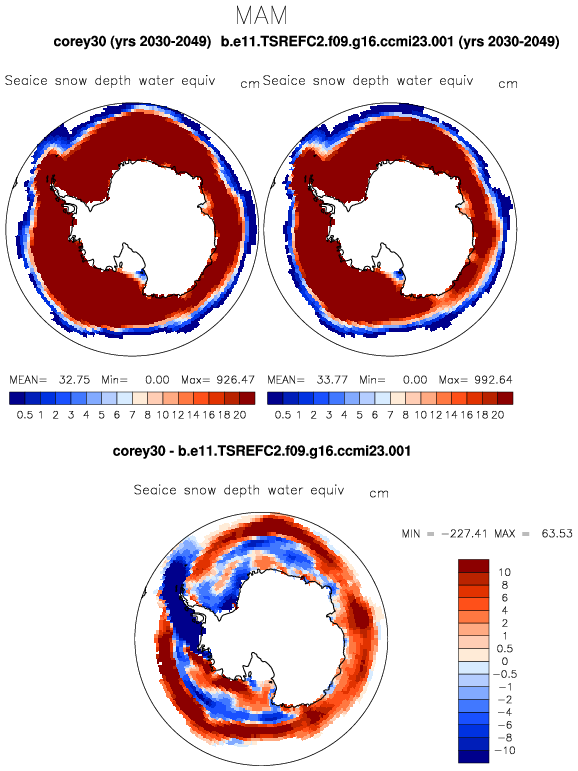 MAM
corey30 (yrs 2030-2049) b.e11.TSREFC2.f09.g16.ccmi23.001 (yrs 2030-2049)
Seaice snow depth water equiv cm Seaice snow depth water equiv cm
MEAN= 32.75 Min= 0.00 Max= 926.47 MEAN= 33.77 Min= 0.00 Max= 992.64
0.5 1 2 3 4 5 6 7 8 10 12 14 16 18 20 0.5 1 2 3 4 5 6 7 8 10 12 14 16 18 20
corey30 - b.e11.TSREFC2.f09.g16.ccmi23.001
Seaice snow depth water equiv cm
MIN = -227.41 MAX = 63.53
10
8
6
4
2
1
0.5
0
-0.5
-1
-2
-4
-6
-8
-10